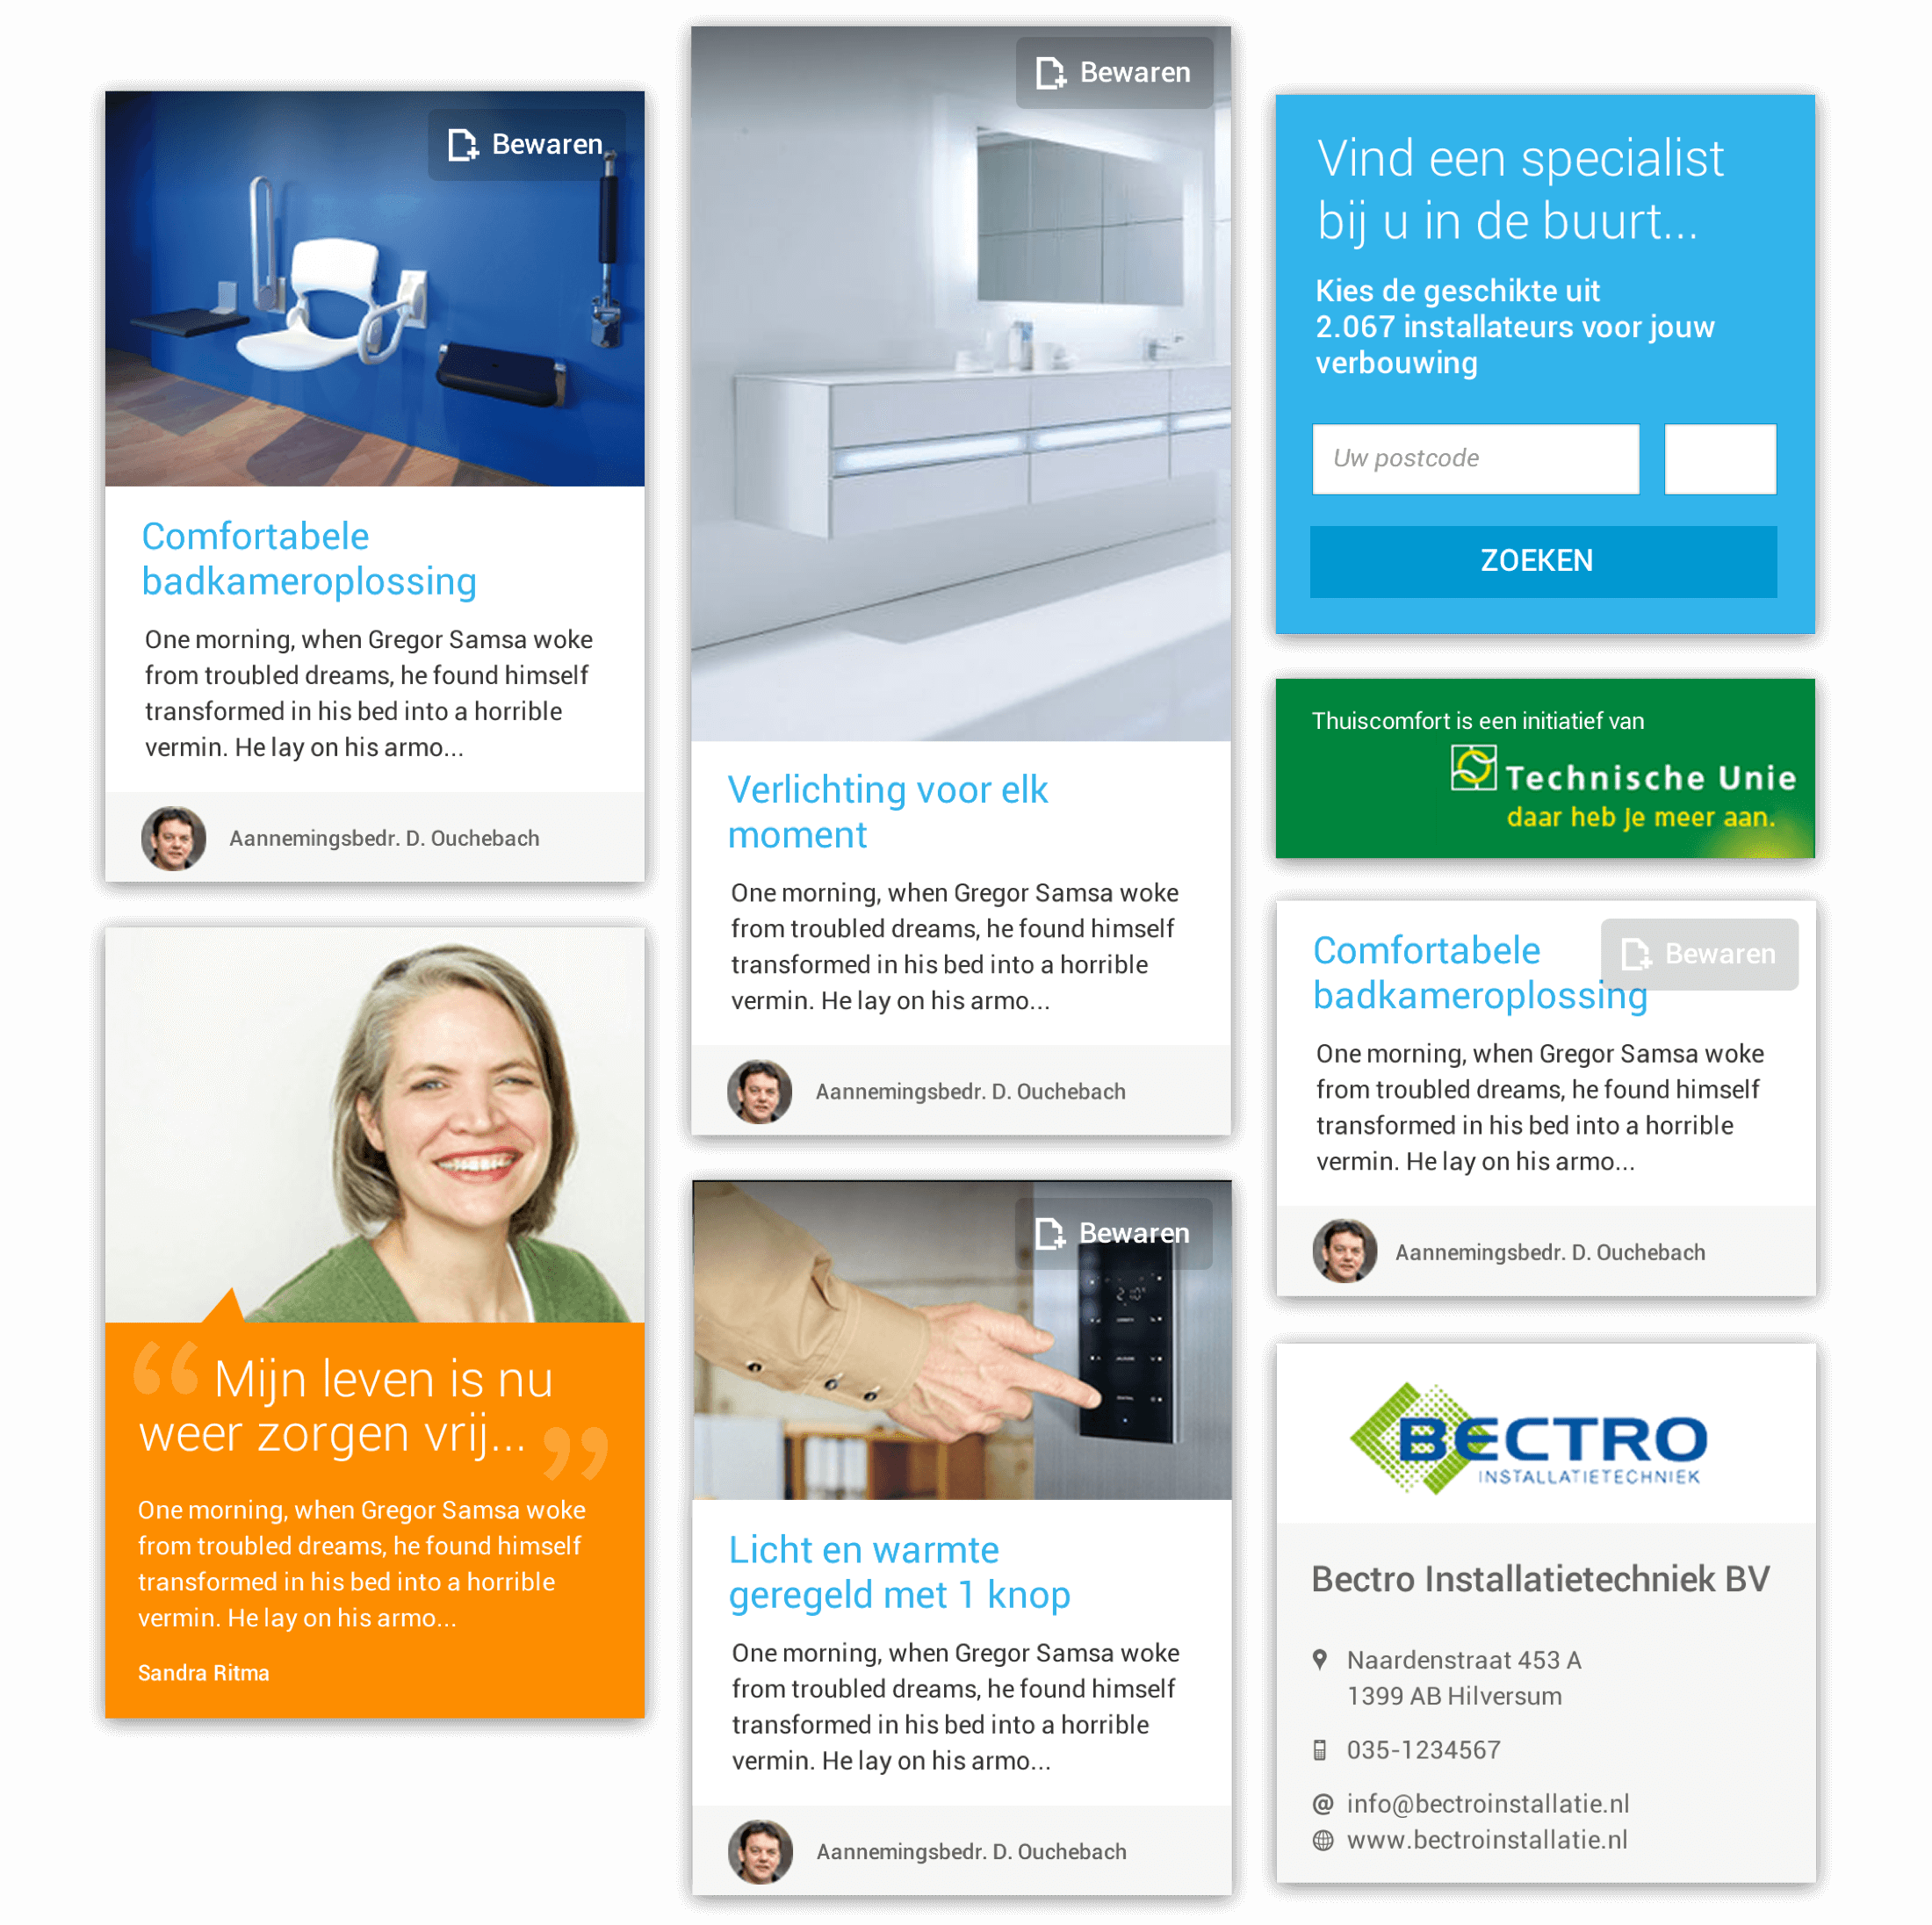 Bewaren
Comfortabele
badkameroplossing
One morning, when Gregor Samsa woke
from troubled dreams, he found himself
transformed in his bed into a horrible
vermin. He lay on his armo...
Aannemingsbedr. D. Ouchebach
“ Mijn leven is nu
weer zorgen vrij... ”
One morning, when Gregor Samsa woke
from troubled dreams, he found himself
transformed in his bed into a horrible
vermin. He lay on his armo...
Sandra Ritma
Bewaren
Verlichting voor elk
moment
One morning, when Gregor Samsa woke
from troubled dreams, he found himself
transformed in his bed into a horrible
vermin. He lay on his armo...
Aannemingsbedr. D. Ouchebach
Bewaren
Licht en warmte
geregeld met 1 knop
One morning, when Gregor Samsa woke
from troubled dreams, he found himself
transformed in his bed into a horrible
vermin. He lay on his armo...
Aannemingsbedr. D. Ouchebach
Vind een specialist
bij u in de buurt...
Kies de geschikte uit
2.067 installateurs voor jouw
verbouwing
Uw postcode
ZOEKEN
Thuiscomfort is een initiatief van
Technische Unie
daar heb je meer aan.
Bewaren
Comfortabele
badkameroplossing
One morning, when Gregor Samsa woke
from troubled dreams, he found himself
transformed in his bed into a horrible
vermin. He lay on his armo...
Aannemingsbedr. D. Ouchebach
BECTRO
INSTALLATIETECHNIEK
Bectro Installatietechniek BV
Naardenstraat 453 A
1399 AB Hilversum
035-1234567
@ info@bectroinstallatie.nl
www.bectroinstallatie.nl